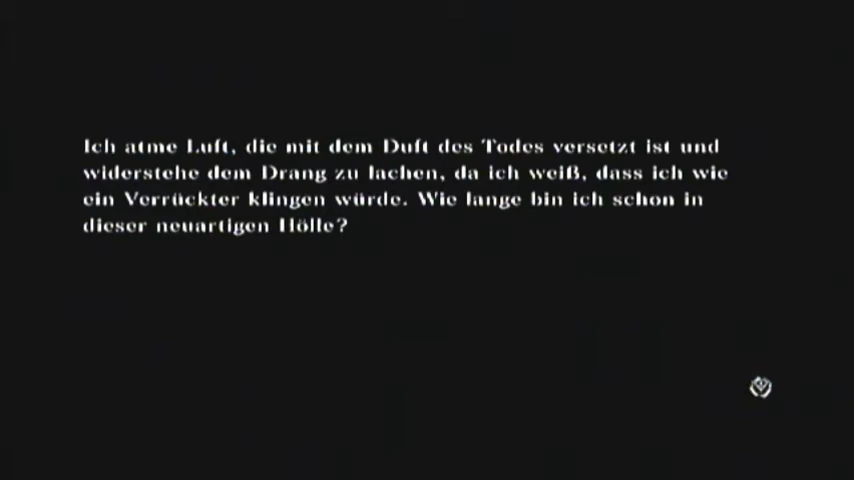 Ich atme Luft, die mit dem Duft des Todes versetzt ist und
widerstehe dem Drang zu lachen, da ich weiß, dass ich wie
ein Verrückter klingen würde. Wie lange bin ich schon in
dieser neuartigen Hölle?